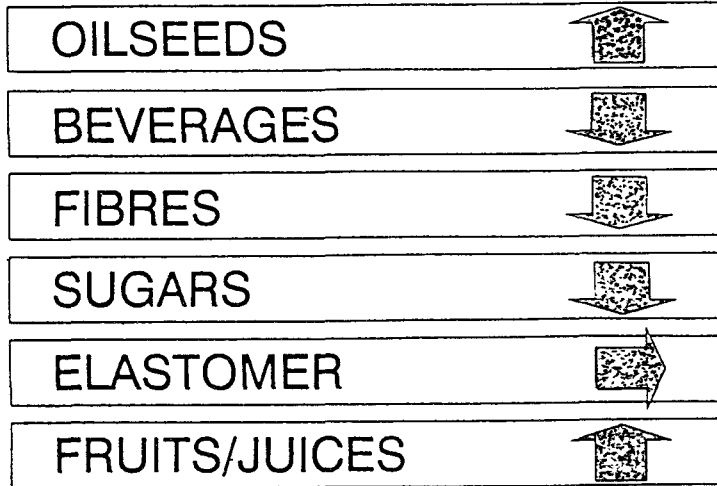 OILSEEDS
BEVERAGES
FIBRES
SUGARS
ELASTOMER
FRUITS/JUICES